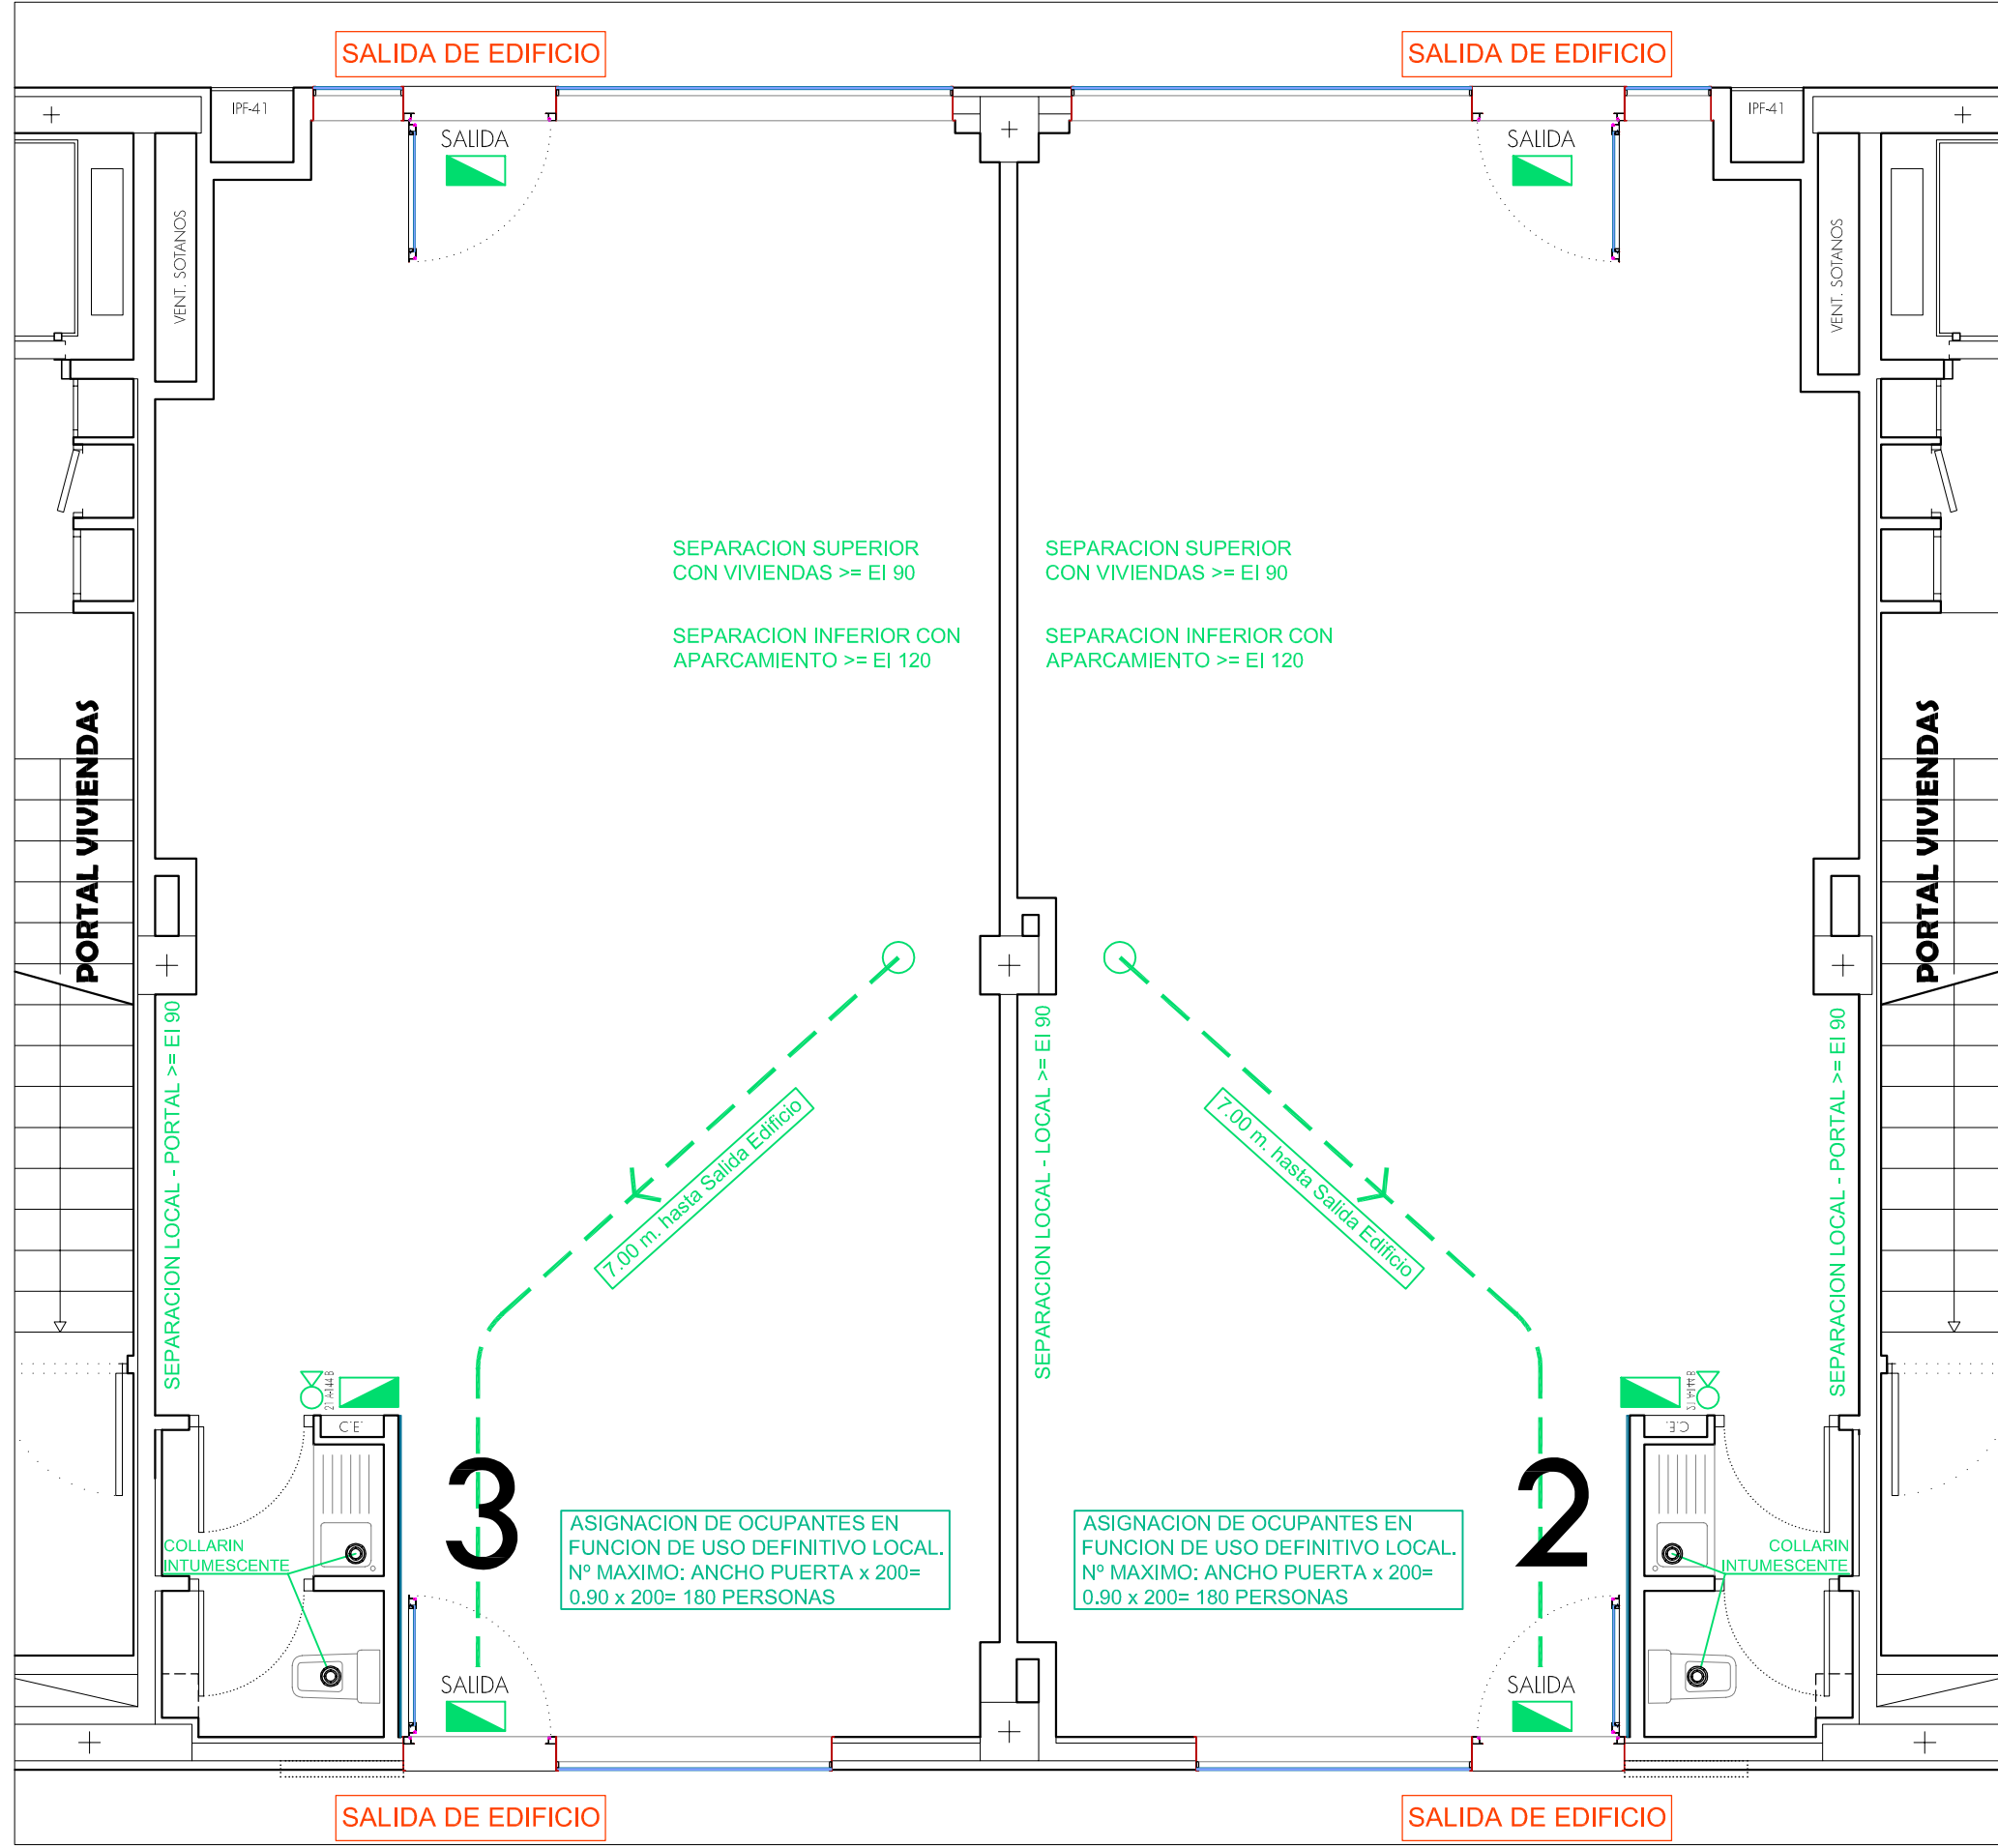 SALIDA DE EDIFICIO
SALIDA DE EDIFICIO
IPF-41
IPF-41
SALIDA
SALIDA
VENT. SOTANOS
VENT. SOTANOS
SEPARACION SUPERIOR
CON VIVIENDAS >= EI 90
SEPARACION INFERIOR CON
APARCAMIENTO >= EI 120
SEPARACION SUPERIOR
CON VIVIENDAS >= EI 90
SEPARACION INFERIOR CON
APARCAMIENTO >= EI 120
PORTAL VIVIENDAS
PORTAL VIVIENDAS
SEPARACION LOCAL - PORTAL >= EI 90
7.00 m. hasta Salida Edificio
SEPARACION LOCAL - LOCAL >= EI 90
7.00 m. hasta Salida Edificio
SEPARACION LOCAL - PORTAL >= EI 90
21 A-144 B
21 A-144 B
C.E.
C.E.
3
2
COLLARIN
INTUMESCENTE
ASIGNACION DE OCUPANTES EN
FUNCION DE USO DEFINITIVO LOCAL.
Nº MAXIMO: ANCHO PUERTA x 200=
0.90 x 200= 180 PERSONAS
ASIGNACION DE OCUPANTES EN
FUNCION DE USO DEFINITIVO LOCAL.
Nº MAXIMO: ANCHO PUERTA x 200=
0.90 x 200= 180 PERSONAS
COLLARIN
INTUMESCENTE
SALIDA
SALIDA
SALIDA DE EDIFICIO
SALIDA DE EDIFICIO